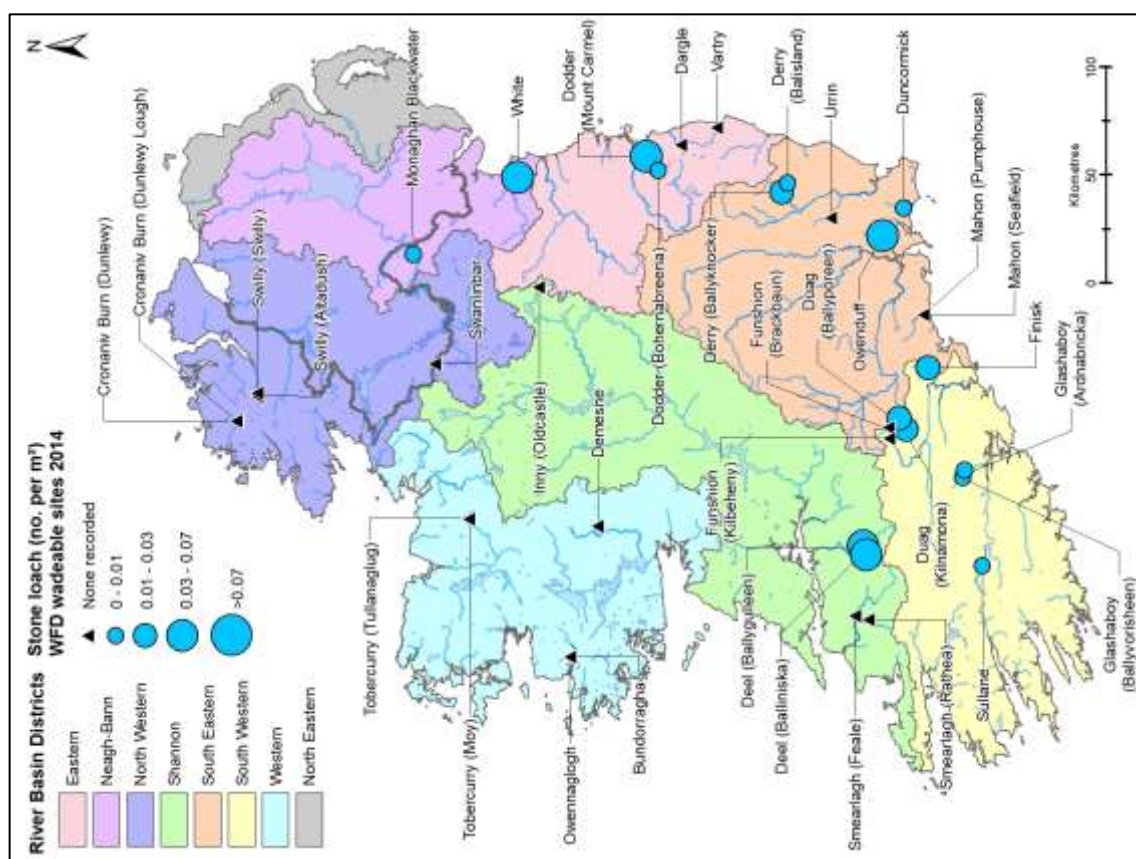 River Basin Districts
Eastern
Neagh-Bann
North Western
Shannon
South Eastern
South Western
Western
North Eastern
Stone loach (no. per m²)
WFD wadeable sites 2014
None recorded
0 - 0.01
0.01 - 0.03
0.03 - 0.07
>0.07
N
Cronaniv Burn (Dunlewy)
Cronaniv Burn (Dunlewy Lough)
Swilly (Swilly)
Swilly (Atadush)
Monaghan Blackwater
Swaninbar
White
Dodder
(Mount Carmel)
Dargle
Vartry
Derry
(Balisland)
Urrin
Duncormick
Tobercurry (Tullanaglug)
Tobercurry (Moy)
Owennaglogh
Bundorragha
Inny (Oldcastle)
Demesne
Dodder (Bohernabreena)
Derry (Ballyknocker)
Funshion
(Brackbaun)
Duag
(Ballyporeen)
Owenduff
Mahon (Pumphouse)
Mahon (Seafield)
Finisk
Glashaboy
(Ardnabricka)
Funshion
(Kilbeheny)
Duag
(Kilnamona)
Deel (Ballygulleen)
Deel (Balliniska)
Smearlagh (Feale)
Smearlagh (Rathea)
Sullane
Glashaboy
(Ballyvorisheen)
0 50 100
Kilometres